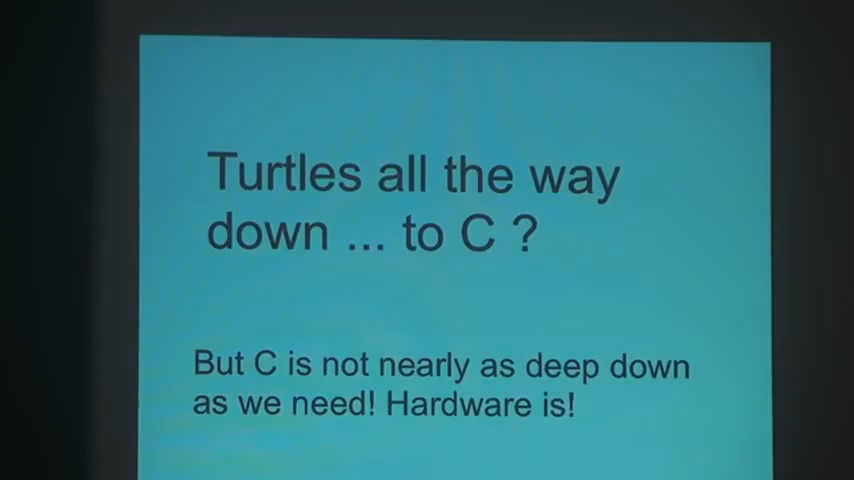 Turtles all the way
down ... to C ?
But C is not nearly as deep down
as we need! Hardware is!